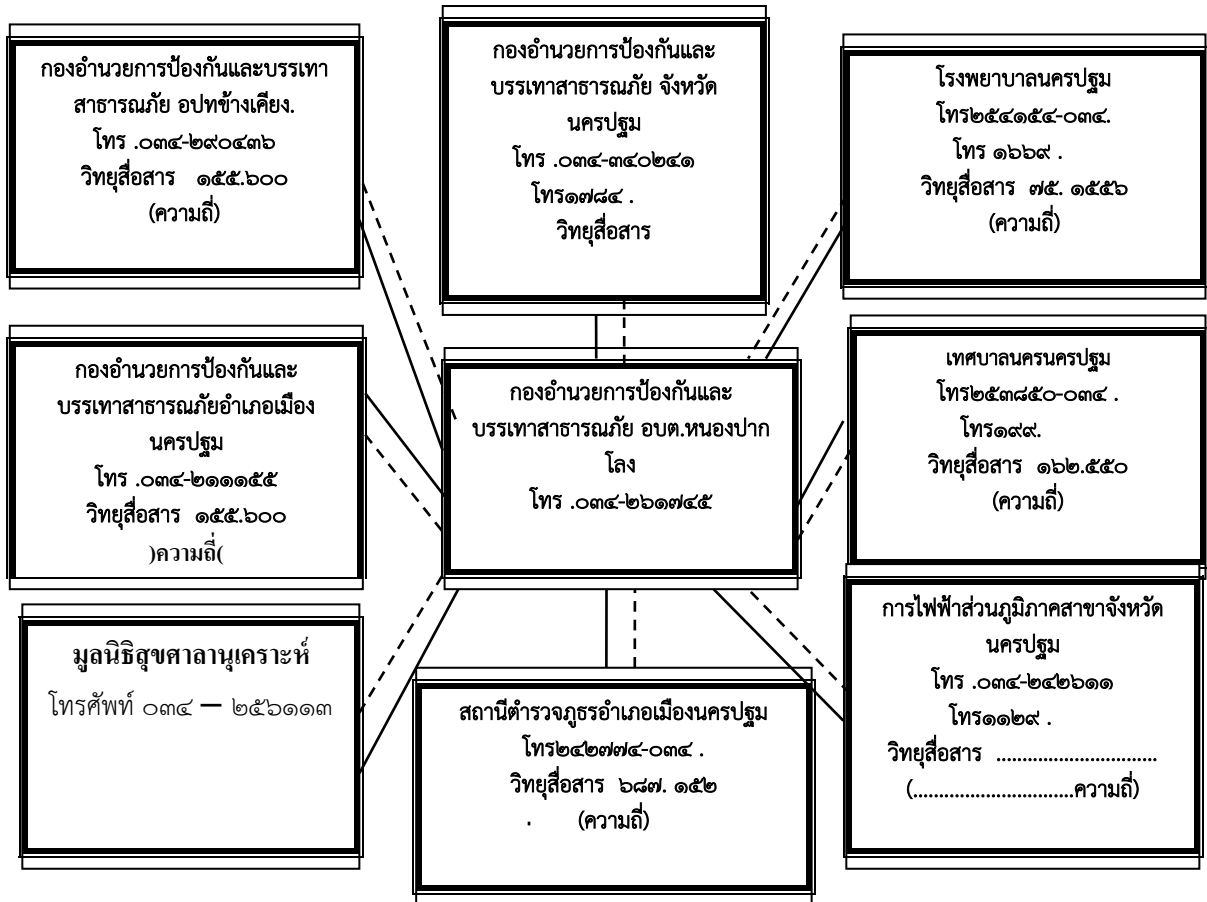 กองอำนวยการป้องกันและบรรเทา
สาธารณภัย อปทข้างเคียง.
โทร .๐๓๔-๒๙๐๔๓๖
วิทยุสื่อสาร ๑๕๕.๖๐๐
(ความถี่)
กองอำนวยการป้องกันและ
บรรเทาสาธารณภัย จังหวัด
นครปฐม
โทร .๐๓๔-๓๔๐๒๔๑
โทร๑๗๘๔ .
วิทยุสื่อสาร
โรงพยาบาลนครปฐม
โทร๒๕๔๑๕๔-๐๓๔.
โทร ๑๖๖๙ .
วิทยุสื่อสาร ๗๕. ๑๕๕๖
(ความถี่)
กองอำนวยการป้องกันและ
บรรเทาสาธารณภัยอำเภอเมือง
นครปฐม
โทร .๐๓๔-๒๑๑๑๕๕
วิทยุสื่อสาร ๑๕๕.๖๐๐
)ความถี่(
กองอำนวยการป้องกันและ
บรรเทาสาธารณภัย อบต.หนองปาก
โลง
โทร .๐๓๔-๒๖๑๗๔๕
เทศบาลนครนครปฐม
โทร๒๕๓๘๕๐-๐๓๔ .
โทร๑๙๙.
วิทยุสื่อสาร ๑๖๒.๕๕๐
(ความถี่)
มูลนิธิสุขศาลานุเคราะห์
โทรศัพท์ ๐๓๔ – ๒๕๖๑๑๓
สถานีตำรวจภูธรอำเภอเมืองนครปฐม
โทร๒๔๒๗๗๔-๐๓๔ .
วิทยุสื่อสาร ๖๘๗. ๑๕๒
. (ความถี่)
การไฟฟ้าส่วนภูมิภาคสาขาจังหวัด
นครปฐม
โทร .๐๓๔-๒๔๒๖๑๑
โทร๑๑๒๙ .
วิทยุสื่อสาร ...............................
(...............................ความถี่)